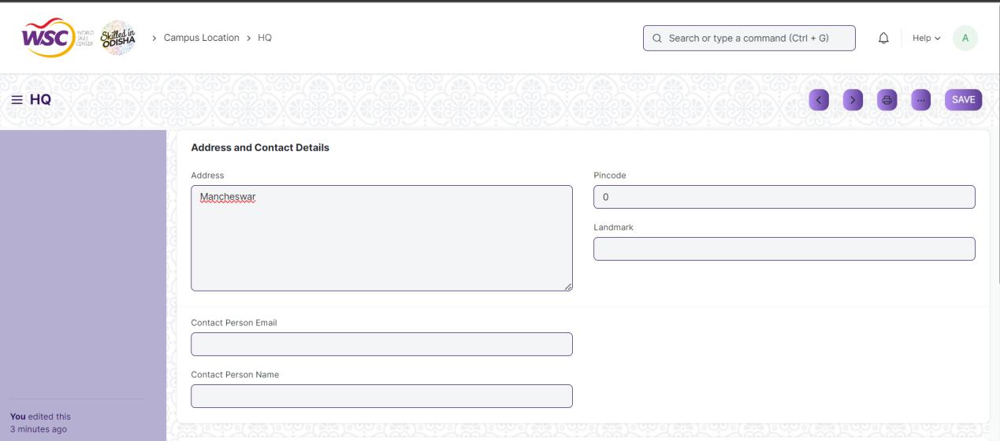 WSC WORLD SKILL CENTER Skilled in ODISHA > Campus Location > HQ Search or type a command (Ctrl + G) Help A
HQ SAVE
Address and Contact Details
Address Pincode
Mancheswar 0
Landmark
Contact Person Email
Contact Person Name
You edited this
3 minutes ago